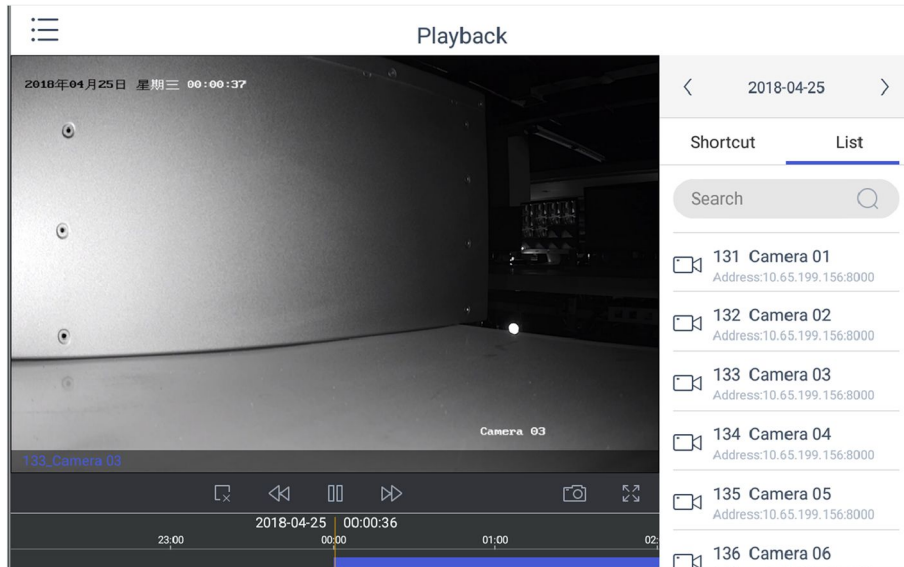 Playback
2018年04月25日 星期三 00:00:37
Camera 03
133_Camera 03
2018-04-25 00:00:36
23:00 00:00 01:00 02:
2018-04-25
Shortcut List
Search
131 Camera 01
Address:10.65.199.156:8000
132 Camera 02
Address:10.65.199.156:8000
133 Camera 03
Address:10.65.199.156:8000
134 Camera 04
Address:10.65.199.156:8000
135 Camera 05
Address:10.65.199.156:8000
136 Camera 06